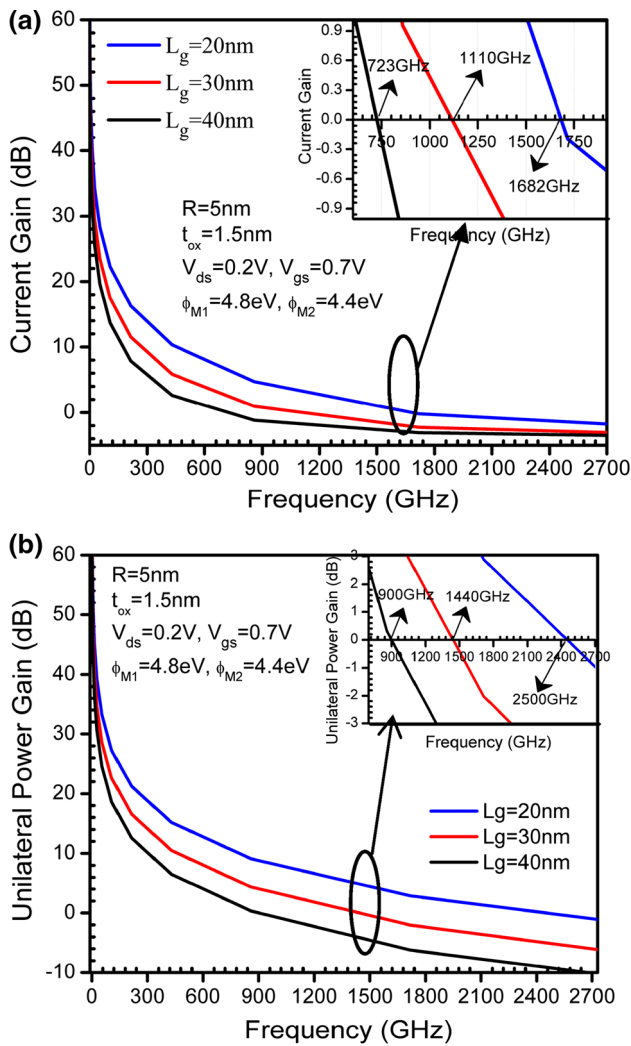 (a)
60
50
40
30
20
10
0
Current Gain (dB)
Lg=20nm
Lg=30nm
Lg=40nm
R=5nm
tox=1.5nm
Vds=0.2V, Vgs=0.7V
ϕM1=4.8eV, ϕM2=4.4eV
0.9
0.6
0.3
0.0
-0.3
-0.6
-0.9
Current Gain
723GHz
1110GHz
1682GHz
750 1000 1250 1500 1750
Frequency (GHz)
0 300 600 900 1200 1500 1800 2100 2400 2700
Frequency (GHz)
(b)
60
50
40
30
20
10
0
-10
Unilateral Power Gain (dB)
R=5nm
tox=1.5nm
Vds=0.2V, Vgs=0.7V
ϕM1=4.8eV, ϕM2=4.4eV
3
2
1
0
-1
-2
-3
Unilateral Power Gain (dB)
900GHz
1440GHz
2500GHz
900 1200 1500 1800 2100 2400 2700
Frequency (GHz)
Lg=20nm
Lg=30nm
Lg=40nm
0 300 600 900 1200 1500 1800 2100 2400 2700
Frequency (GHz)